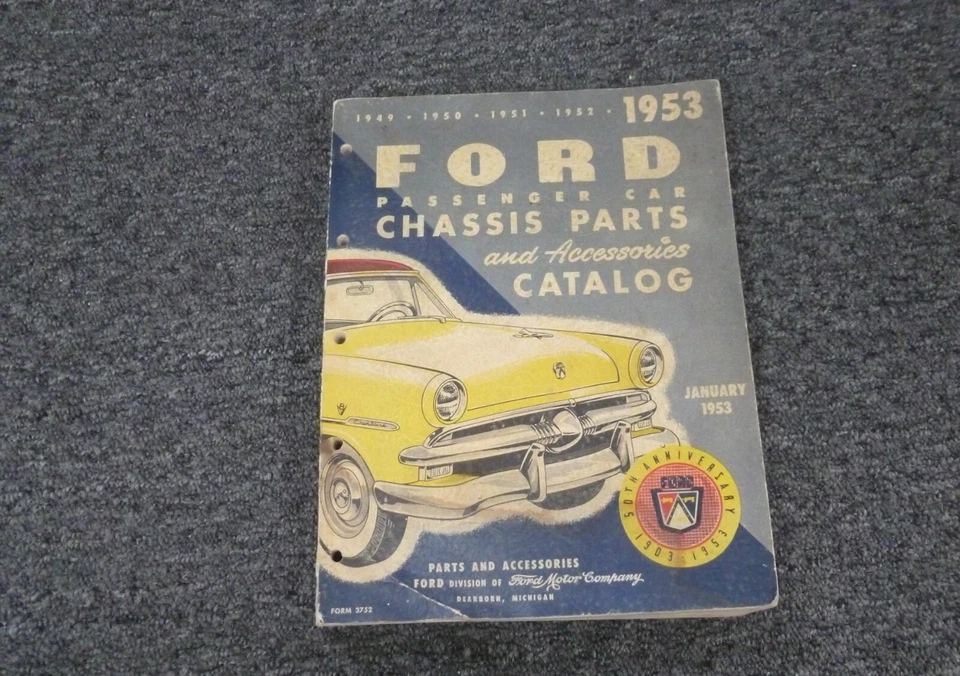 1949 • 1950 • 1951 • 1952 • 1953
FORD
PASSENGER CAR
CHASSIS PARTS
and Accessories
CATALOG
JANUARY
1953
50TH ANNIVERSARY
FORD
1903-1953
PARTS AND ACCESSORIES
FORD DIVISION OF Ford Motor Company
DEARBORN, MICHIGAN
FORM 3752